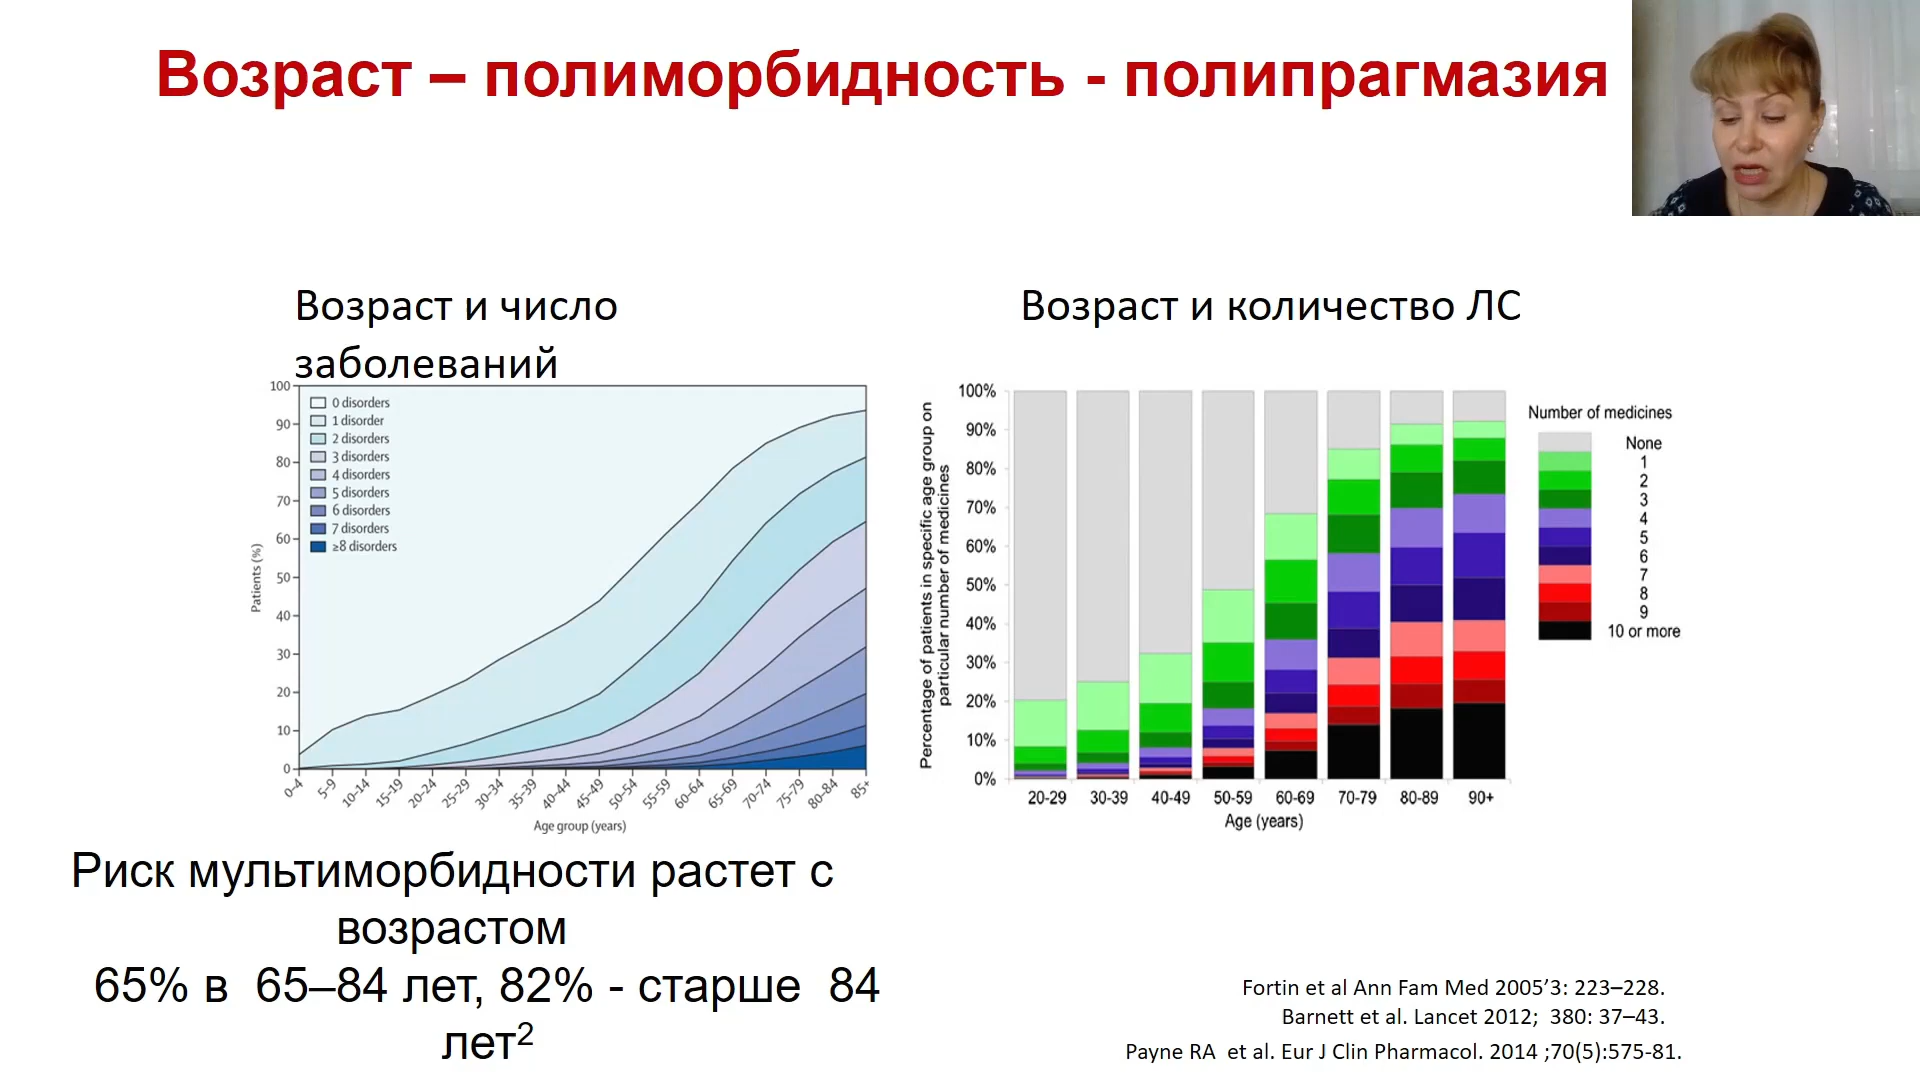 Возраст – полиморбидность - полипрагмазия
Возраст и число
заболеваний
100
90
80
70
60
50
40
30
20
10
0
Patients (%)
0 disorders
1 disorder
2 disorders
3 disorders
4 disorders
5 disorders
6 disorders
7 disorders
≥8 disorders
0-4
5-9
10-14
15-19
20-24
25-29
30-34
35-39
40-44
45-49
50-54
55-59
60-64
65-69
70-74
75-79
80-84
85+
Age group (years)
Возраст и количество ЛС
Percentage of patients in specific age group on
particular number of medicines
100%
90%
80%
70%
60%
50%
40%
30%
20%
10%
0%
20-29
30-39
40-49
50-59
60-69
70-79
80-89
90+
Age (years)
Number of medicines
None
1
2
3
4
5
6
7
8
9
10 or more
Риск мультиморбидности растет с
возрастом
65% в 65–84 лет, 82% - старше 84
лет²
Fortin et al Ann Fam Med 2005’3: 223–228.
Barnett et al. Lancet 2012; 380: 37–43.
Payne RA et al. Eur J Clin Pharmacol. 2014 ;70(5):575-81.